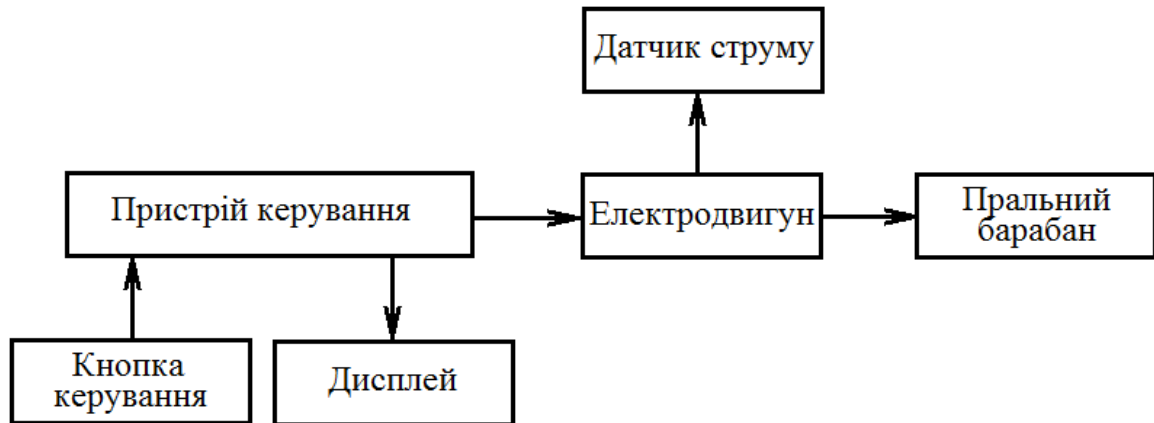 Датчик струму
Пристрій керування
Електродвигун
Пральний
барабан
Кнопка
керування
Дисплей